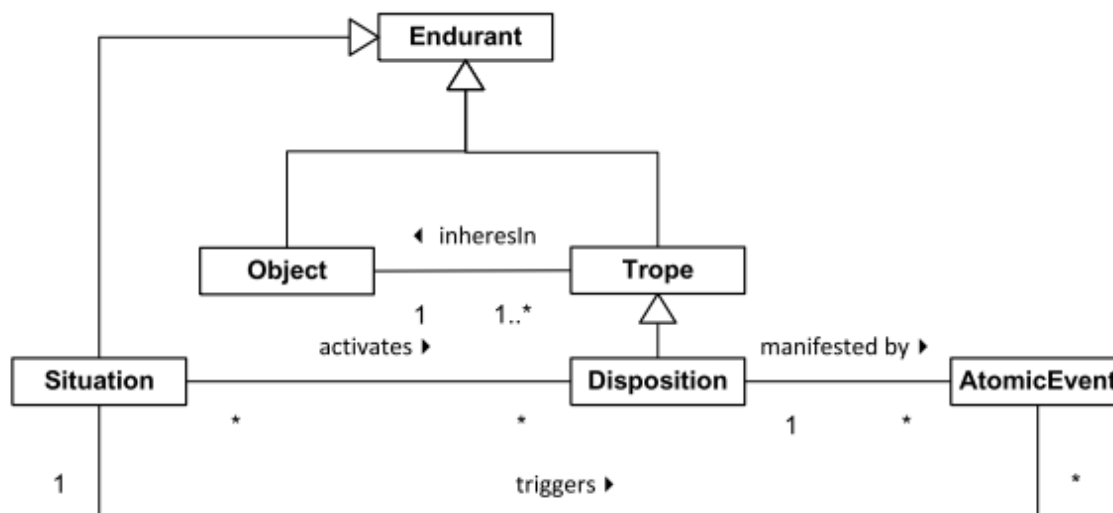 Endurant
◄ inheresIn
Object
Trope
1
1..*
activates ►
manifested by ►
Situation
Disposition
AtomicEvent
*
*
1
*
1
triggers ►
*